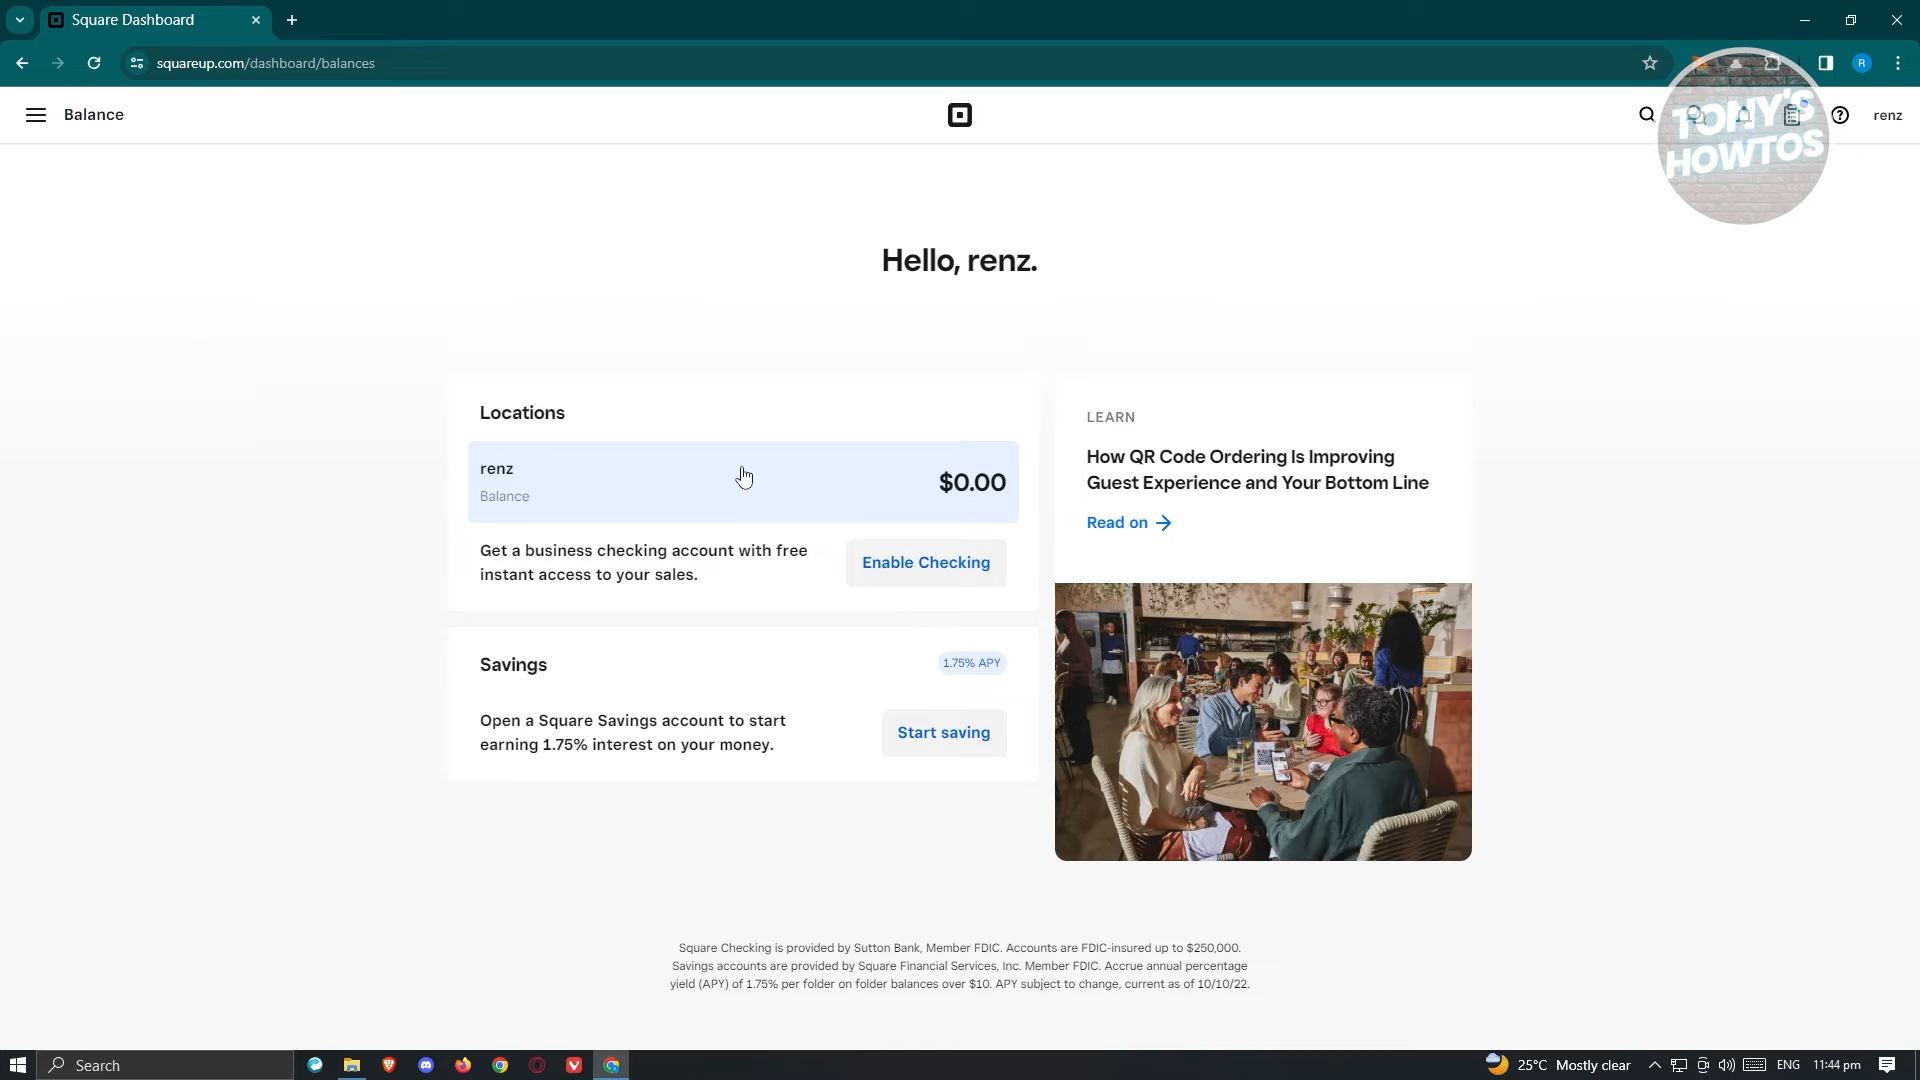 Square Dashboard
squareup.com/dashboard/balances
R
Balance
renz
TONY'S
HOWTOS
Hello, renz.
Locations
renz
Balance
$0.00
Get a business checking account with free
instant access to your sales.
Enable Checking
Savings
1.75% APY
Open a Square Savings account to start
earning 1.75% interest on your money.
Start saving
LEARN
How QR Code Ordering Is Improving
Guest Experience and Your Bottom Line
Read on
Square Checking is provided by Sutton Bank, Member FDIC. Accounts are FDIC-insured up to $250,000.
Savings accounts are provided by Square Financial Services, Inc. Member FDIC. Accrue annual percentage
yield (APY) of 1.75% per folder on folder balances over $10. APY subject to change, current as of 10/10/22.
Search
25°C Mostly clear
ENG
11:44 pm